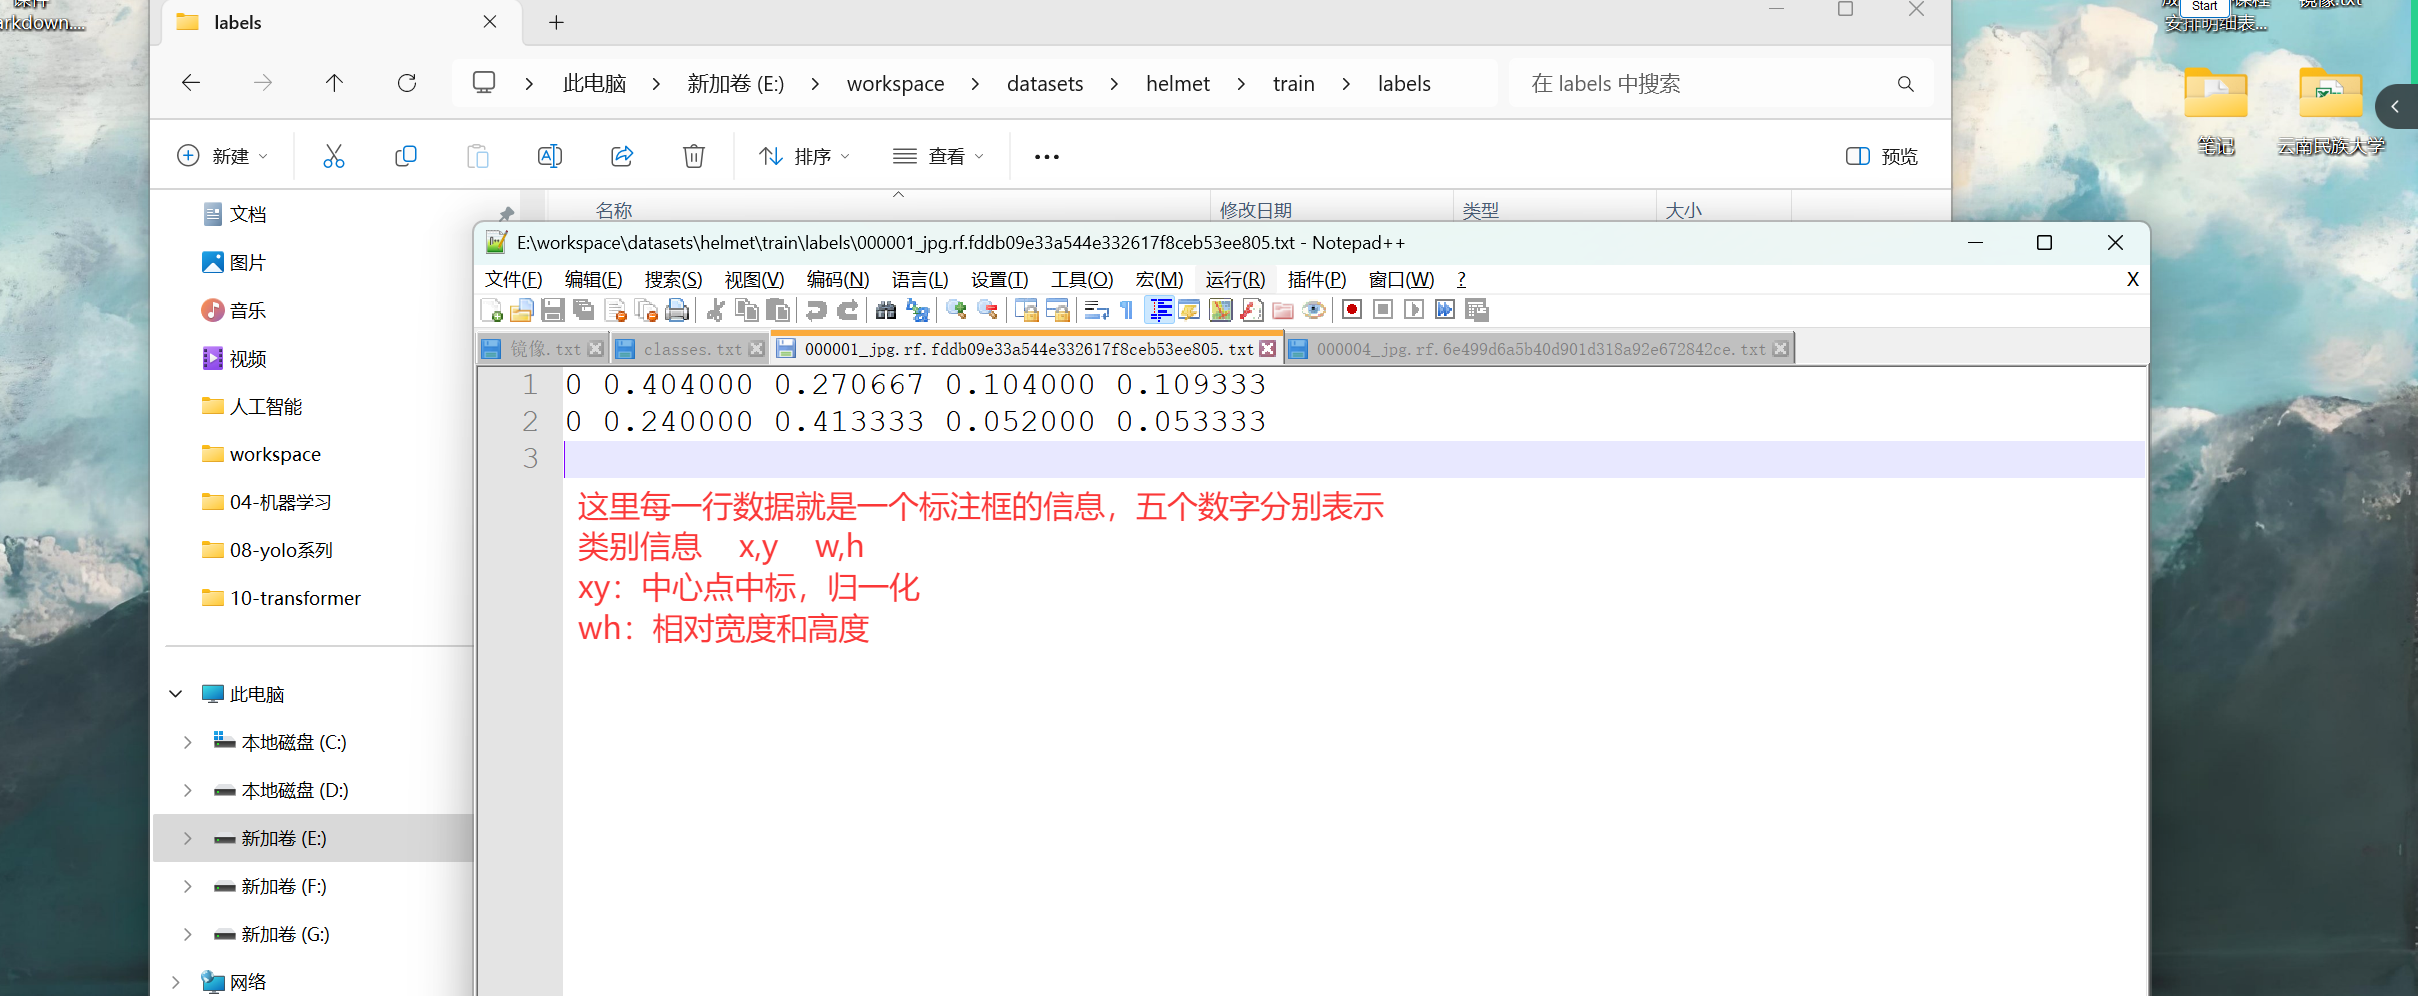 课件
arkdown....
labels
Start
课程
安排明细表...
镜像.txt
此电脑 > 新加卷 (E:) > workspace > datasets > helmet > train > labels
在 labels 中搜索
新建
排序
查看
预览
笔记
云南民族大学
名称
修改日期
类型
大小
文档
图片
音乐
视频
人工智能
workspace
04-机器学习
08-yolo系列
10-transformer
此电脑
本地磁盘 (C:)
本地磁盘 (D:)
新加卷 (E:)
新加卷 (F:)
新加卷 (G:)
网络
E:\workspace\datasets\helmet\train\labels\000001_jpg.rf.fddb09e33a544e332617f8ceb53ee805.txt - Notepad++
文件(F) 编辑(E) 搜索(S) 视图(V) 编码(N) 语言(L) 设置(T) 工具(O) 宏(M) 运行(R) 插件(P) 窗口(W) ? X
镜像.txt
classes.txt
000001_jpg.rf.fddb09e33a544e332617f8ceb53ee805.txt
000004_jpg.rf.6e499d6a5b40d901d318a92e672842ce.txt
1 0 0.404000 0.270667 0.104000 0.109333
2 0 0.240000 0.413333 0.052000 0.053333
3
这里每一行数据就是一个标注框的信息，五个数字分别表示
类别信息 x,y w,h
xy：中心点中标，归一化
wh：相对宽度和高度